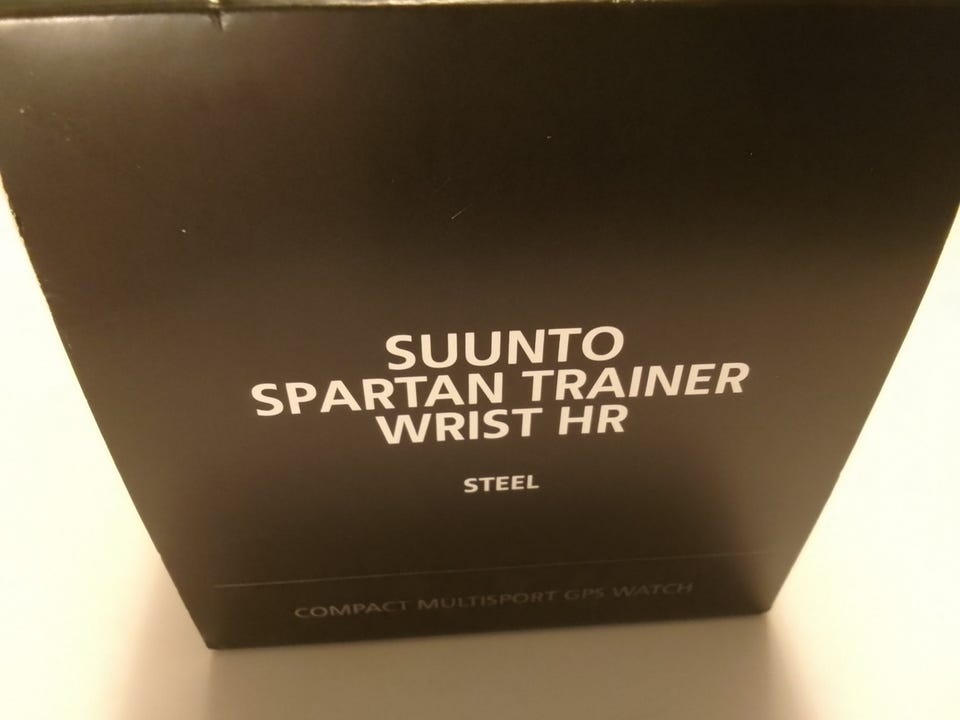 SUUNTO
SPARTAN TRAINER
WRIST HR
STEEL
COMPACT MULTISPORT GPS WATCH